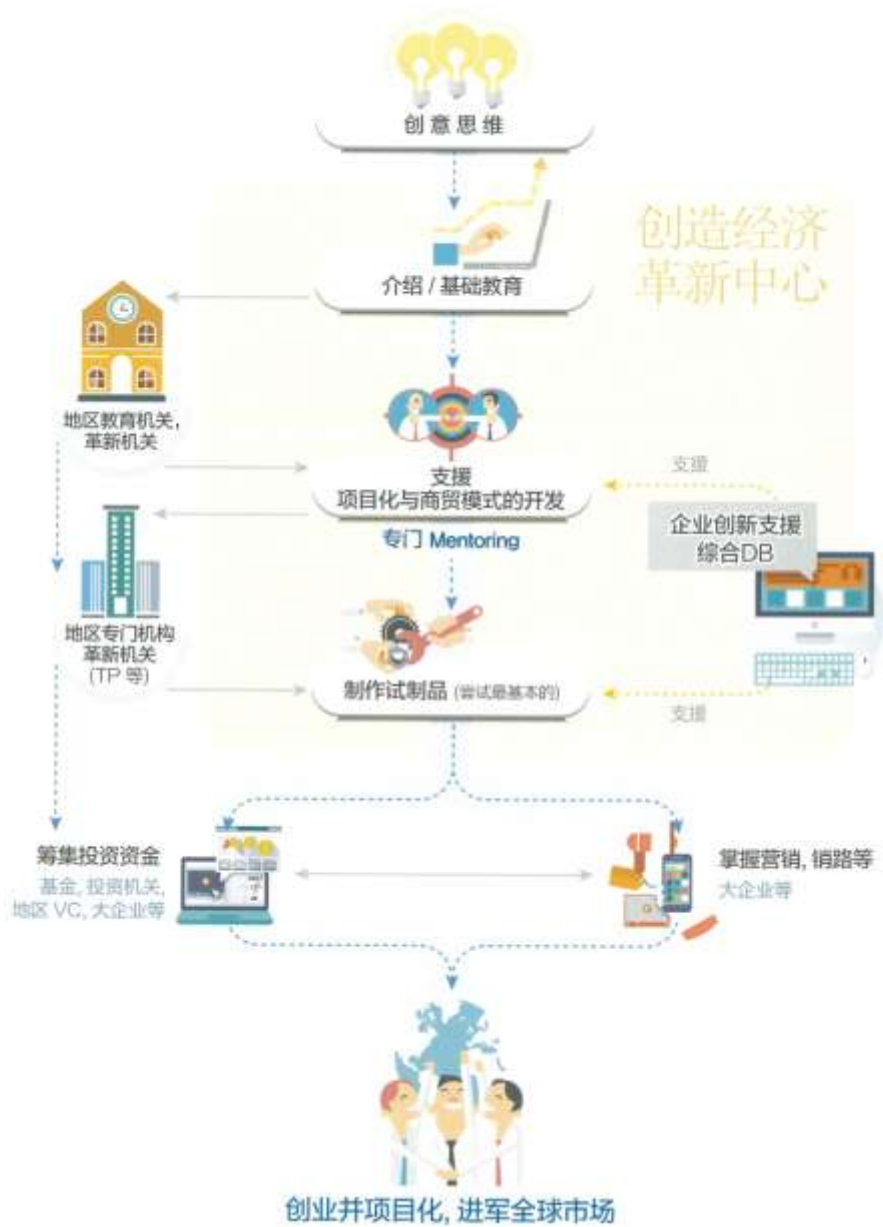 创意思维
创造经济
革新中心
介绍 / 基础教育
地区教育机关,
革新机关
支援
项目化与商贸模式的开发
专门 Mentoring
支援
企业创新支援
综合DB
地区专门机构
革新机关
(TP 等)
制作试制品 (尝试最基本的)
支援
筹集投资资金
基金, 投资机关,
地区 VC, 大企业等
掌握营销, 销路等
大企业等
创业并项目化, 进军全球市场